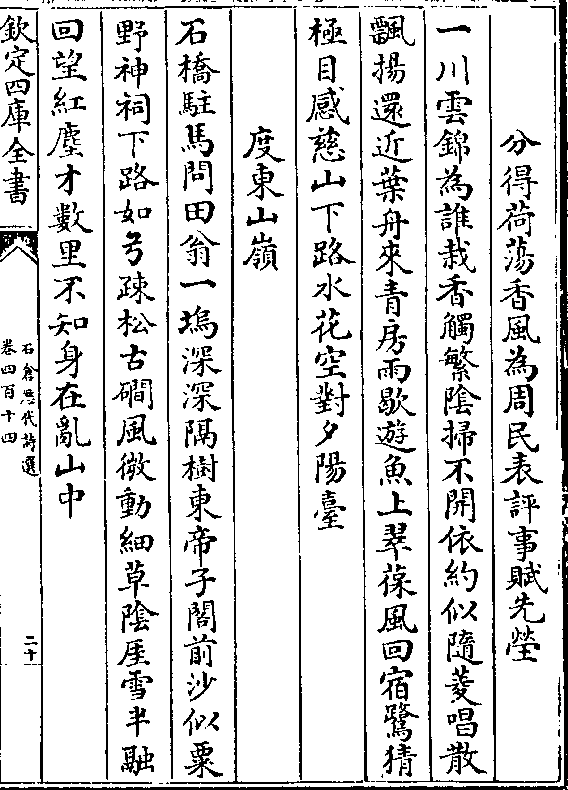 分得荷蕩香風為周民表評事賦先塋
一川雲錦為誰栽香觸繁陰掃不開依約似隨菱唱散
飄揚還近葉舟來青房雨歇遊魚上翠葆風回宿鷺猜
極目感慈山下路水花空對夕陽臺
度東山嶺
石橋駐馬問田翁一塢深深隔樹東帝子閣前沙似粟
野神祠下路如弓疎松古磵風微動細草陰厓雪半融
回望紅塵才數里不知身在亂山中
欽定四庫全書
石倉歷代詩選
卷四百十四
二十